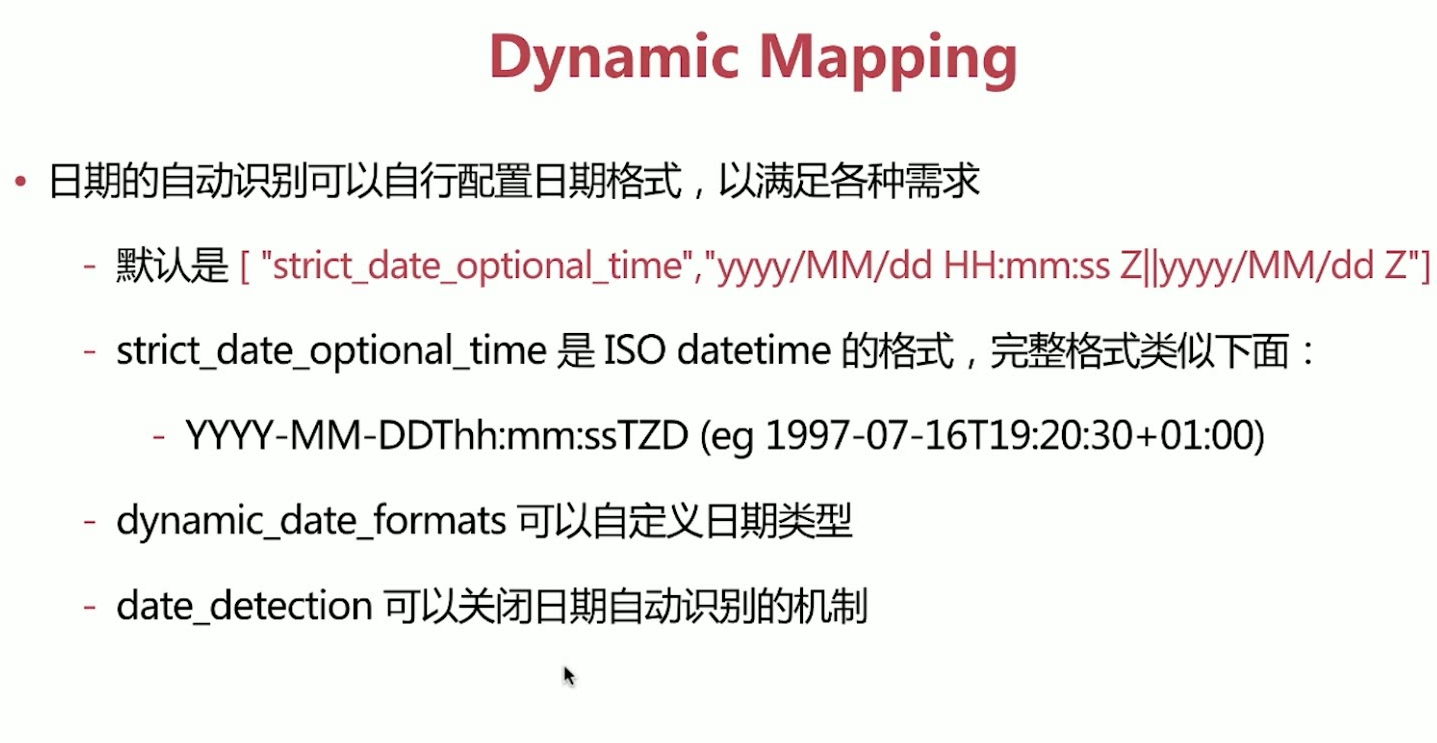 Dynamic Mapping
• 日期的自动识别可以自行配置日期格式，以满足各种需求
- 默认是 [ "strict_date_optional_time","yyyy/MM/dd HH:mm:ss Z||yyyy/MM/dd Z"]
- strict_date_optional_time 是 ISO datetime 的格式，完整格式类似下面：
- YYYY-MM-DDThh:mm:ssTZD (eg 1997-07-16T19:20:30+01:00)
- dynamic_date_formats 可以自定义日期类型
- date_detection 可以关闭日期自动识别的机制